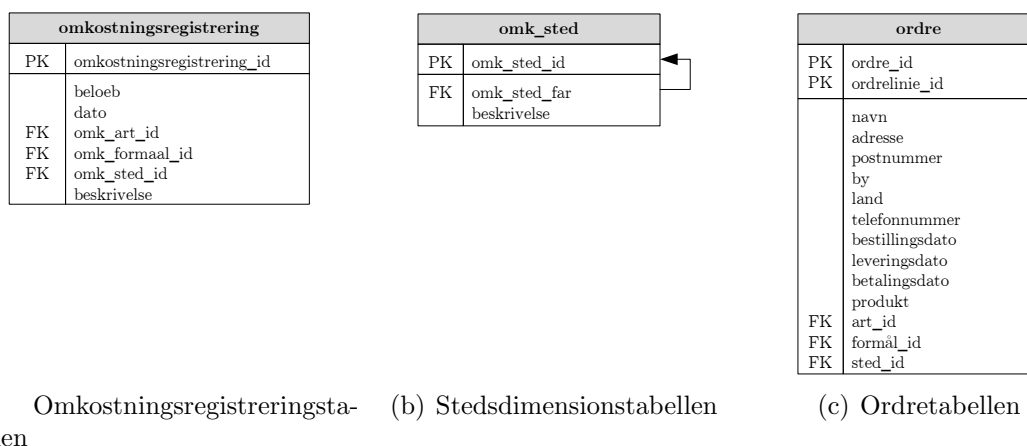 omkostningsregistrering
PK omkostningsregistrering_id
beloeb
dato
FK omk_art_id
FK omk_formaal_id
FK omk_sted_id
beskrivelse
Omkostningsregistreringsta-
len
omk_sted
PK omk_sted_id
FK omk_sted_far
beskrivelse
(b) Stedsdimensionstabellen
ordre
PK ordre_id
PK ordrelinie_id
navn
adresse
postnummer
by
land
telefonnummer
bestillingsdato
leveringsdato
betalingsdato
produkt
FK art_id
FK formål_id
FK sted_id
(c) Ordretabellen